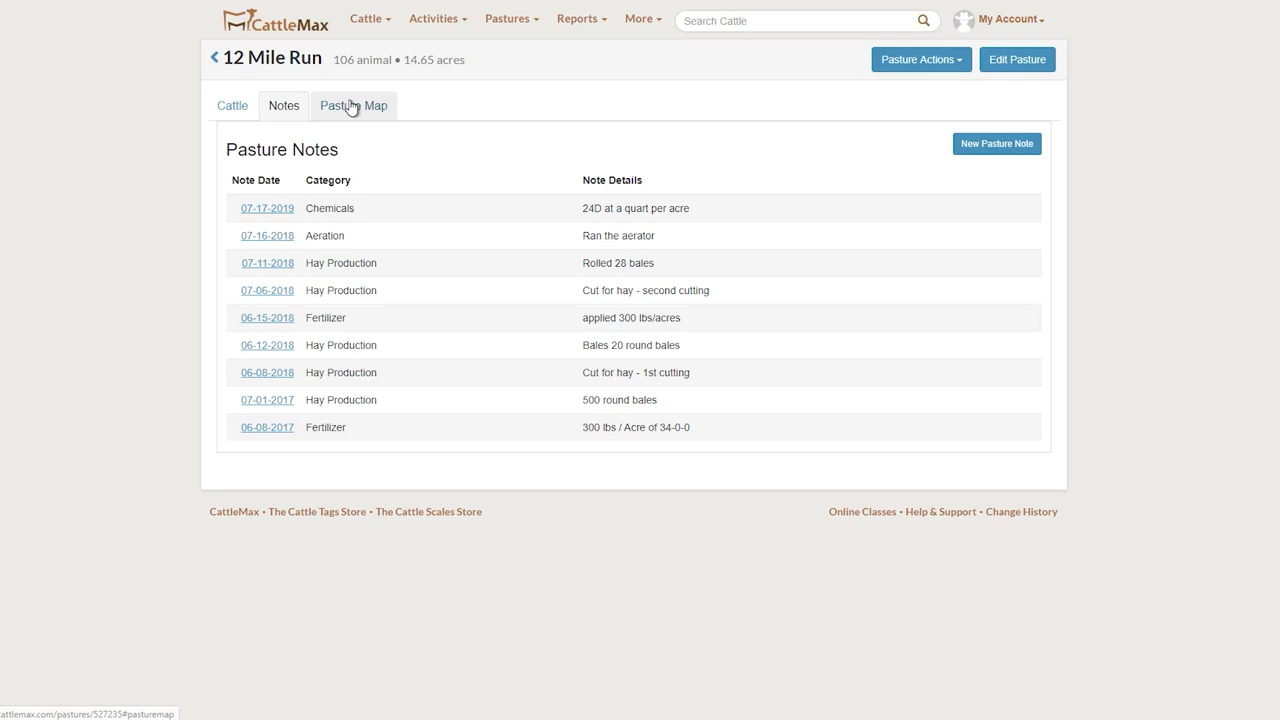 CattleMax Cattle Activities Pastures Reports More Search Cattle My Account
12 Mile Run 106 animal • 14.65 acres Pasture Actions Edit Pasture
Cattle Notes Pasture Map
Pasture Notes New Pasture Note
Note Date Category Note Details
07-17-2019 Chemicals 24D at a quart per acre
07-16-2018 Aeration Ran the aerator
07-11-2018 Hay Production Rolled 28 bales
07-06-2018 Hay Production Cut for hay - second cutting
06-15-2018 Fertilizer applied 300 lbs/acres
06-12-2018 Hay Production Bales 20 round bales
06-08-2018 Hay Production Cut for hay - 1st cutting
07-01-2017 Hay Production 500 round bales
06-08-2017 Fertilizer 300 lbs / Acre of 34-0-0
CattleMax • The Cattle Tags Store • The Cattle Scales Store Online Classes • Help & Support • Change History
attlemax.com/pastures/527235#pasturemap